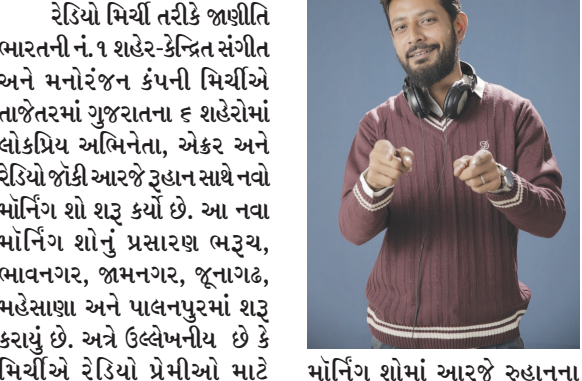 રેડિયો મિર્ચી તરીકે જાણીતિ
ભારતની નં.૧ શહેર-કેન્દ્રિત સંગીત
અને મનોરંજન કંપની મિર્ચીએ
તાજેતરમાં ગુજરાતના ૬ શહેરોમાં
લોકપ્રિય અભિનેતા, એક્રર અને
રેડિયો જૉકી આરજે રૂહાન સાથે નવો
મૉર્નિંગ શો શરૂ કર્યો છે. આ નવા
મૉર્નિંગ શોનું પ્રસારણ ભરૂચ,
ભાવનગર, જામનગર, જૂનાગઢ,
મહેસાણા અને પાલનપુરમાં શરૂ
કરાયું છે. અત્રે ઉલ્લેખનીય છે કે
મિર્ચીએ રેડિયો પ્રેમીઓ માટે
મૉર્નિંગ શોમાં આરજે રુહાનના